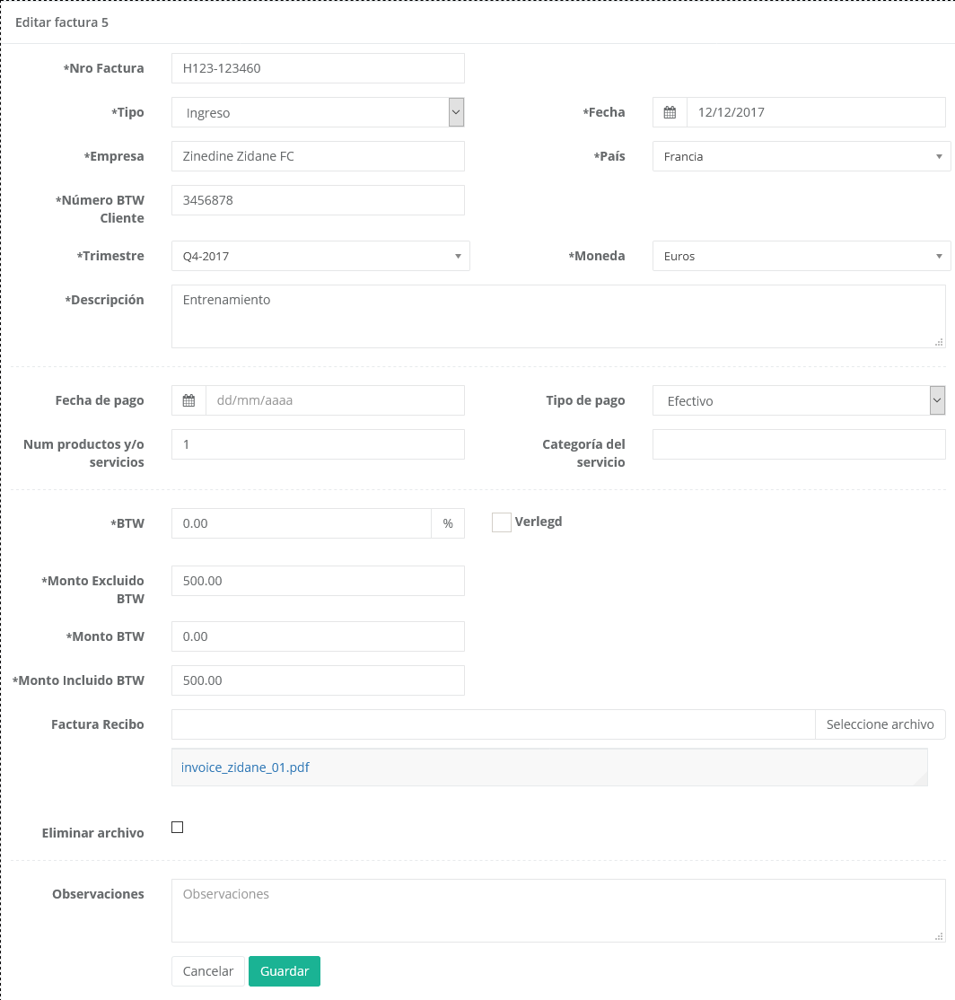 Editar factura 5
*Nro Factura H123-123460
*Tipo Ingreso *Fecha 12/12/2017
*Empresa Zinedine Zidane FC *País Francia
*Número BTW
Cliente 3456878
*Trimestre Q4-2017 *Moneda Euros
*Descripción Entrenamiento
Fecha de pago dd/mm/aaaa Tipo de pago Efectivo
Num productos y/o
servicios 1 Categoría del
servicio
*BTW 0.00 % Verlegd
*Monto Excluido
BTW 500.00
*Monto BTW 0.00
*Monto Incluido BTW 500.00
Factura Recibo Seleccione archivo
invoice_zidane_01.pdf
Eliminar archivo
Observaciones Observaciones
Cancelar Guardar